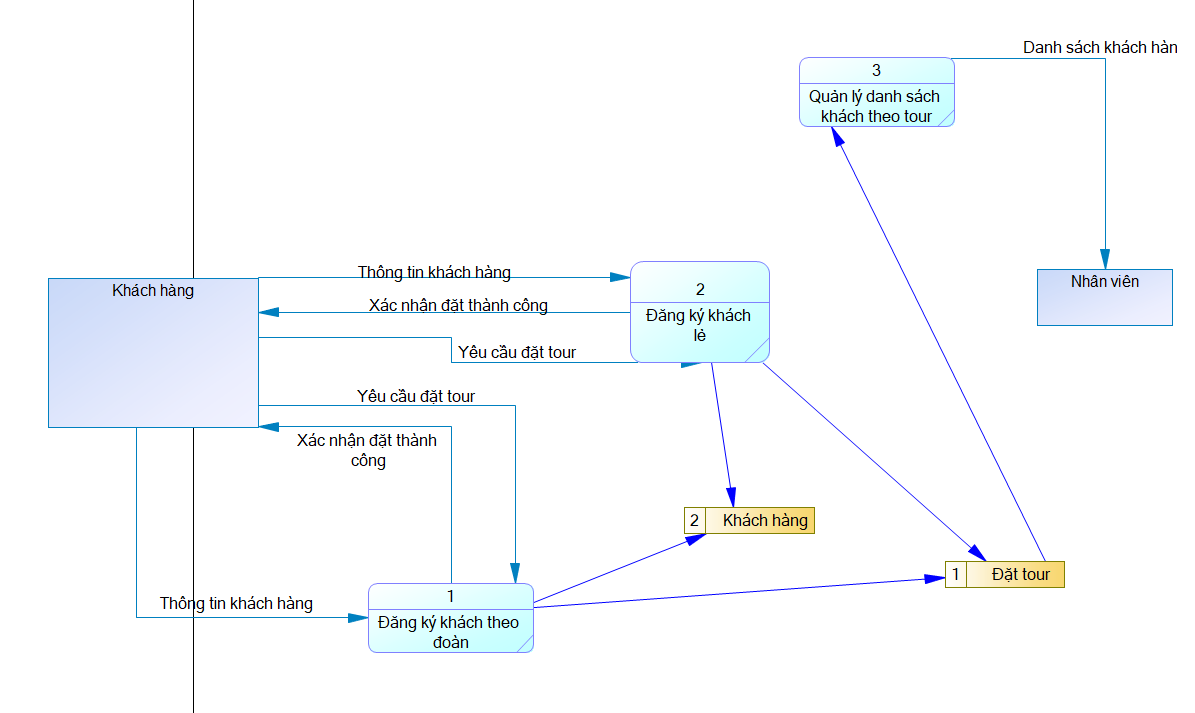 Danh sách khách hàn
3
Quản lý danh sách
khách theo tour
Khách hàng
Thông tin khách hàng
Xác nhận đặt thành công
Yêu cầu đặt tour
2
Đăng ký khách
lẻ
Nhân viên
Yêu cầu đặt tour
Xác nhận đặt thành
công
2 Khách hàng
1 Đặt tour
Thông tin khách hàng
1
Đăng ký khách theo
đoàn